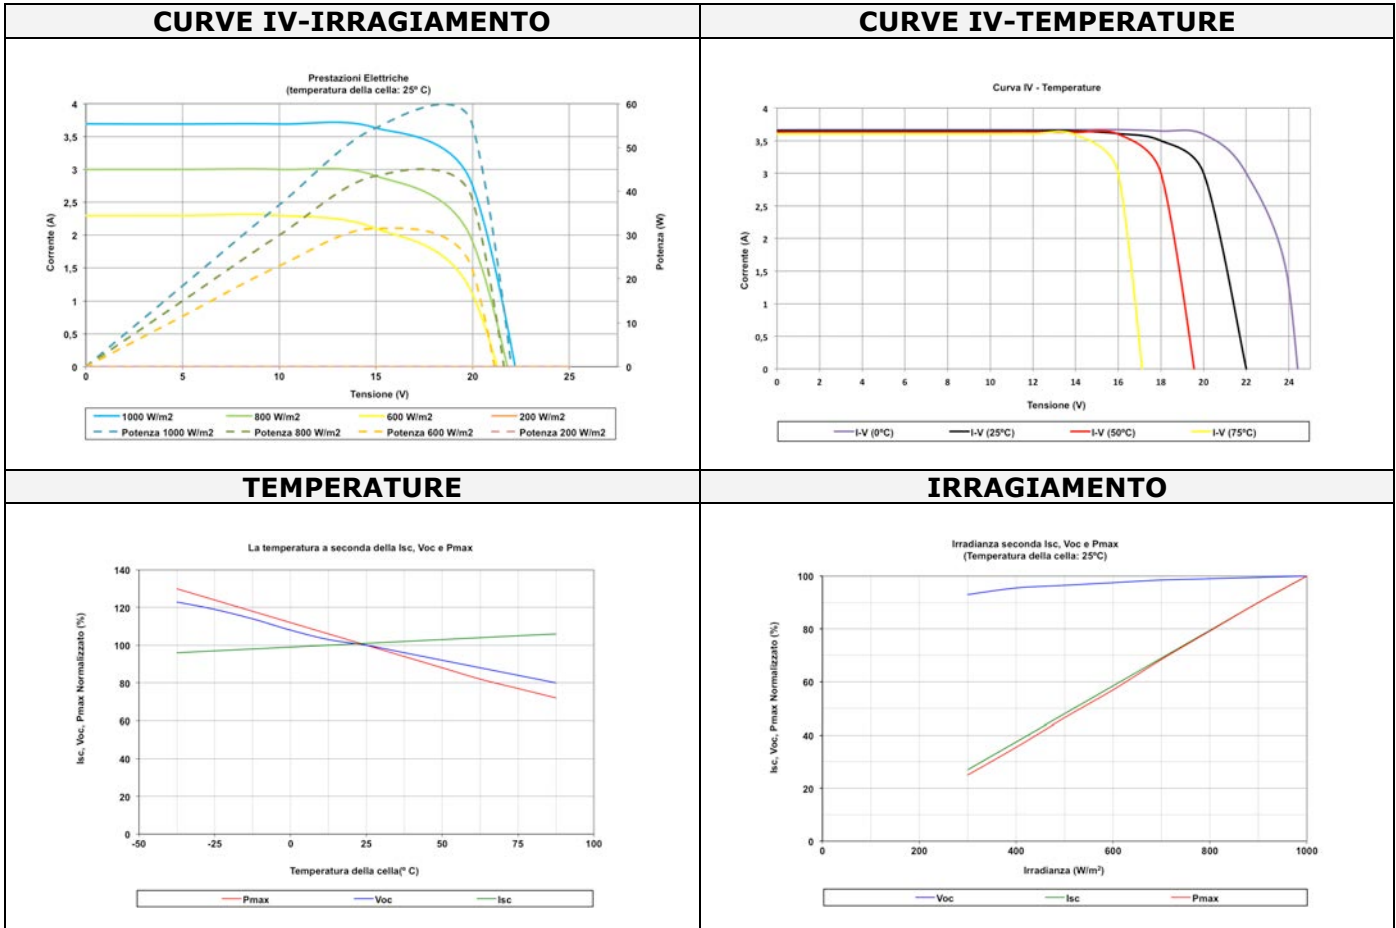 CURVE IV-IRRAGIAMENTO
Prestazioni Elettriche
(temperatura della cella: 25º C)
4
3,5
3
2,5
2
1,5
1
0,5
0
Corrente (A)
60
50
40
30
20
10
0
Potenza (W)
0 5 10 15 20 25
Tensione (V)
1000 W/m2 800 W/m2 600 W/m2 200 W/m2
Potenza 1000 W/m2 Potenza 800 W/m2 Potenza 600 W/m2 Potenza 200 W/m2
CURVE IV-TEMPERATURE
Curva IV - Temperature
4
3,5
3
2,5
2
1,5
1
0,5
0
Corrente (A)
0 2 4 6 8 10 12 14 16 18 20 22 24
Tensione (V)
I-V (0ºC) I-V (25ºC) I-V (50ºC) I-V (75ºC)
TEMPERATURE
La temperatura a seconda della Isc, Voc e Pmax
140
120
100
80
60
40
20
0
Isc, Voc, Pmax Normalizzato (%)
-50 -25 0 25 50 75 100
Temperatura della cella(º C)
Pmax Voc Isc
IRRAGIAMENTO
Irradianza seconda Isc, Voc e Pmax
(Temperatura della cella: 25ºC)
100
80
60
40
20
0
Isc, Voc, Pmax Normalizzato (%)
0 200 400 600 800 1000
Irradianza (W/m²)
Voc Isc Pmax